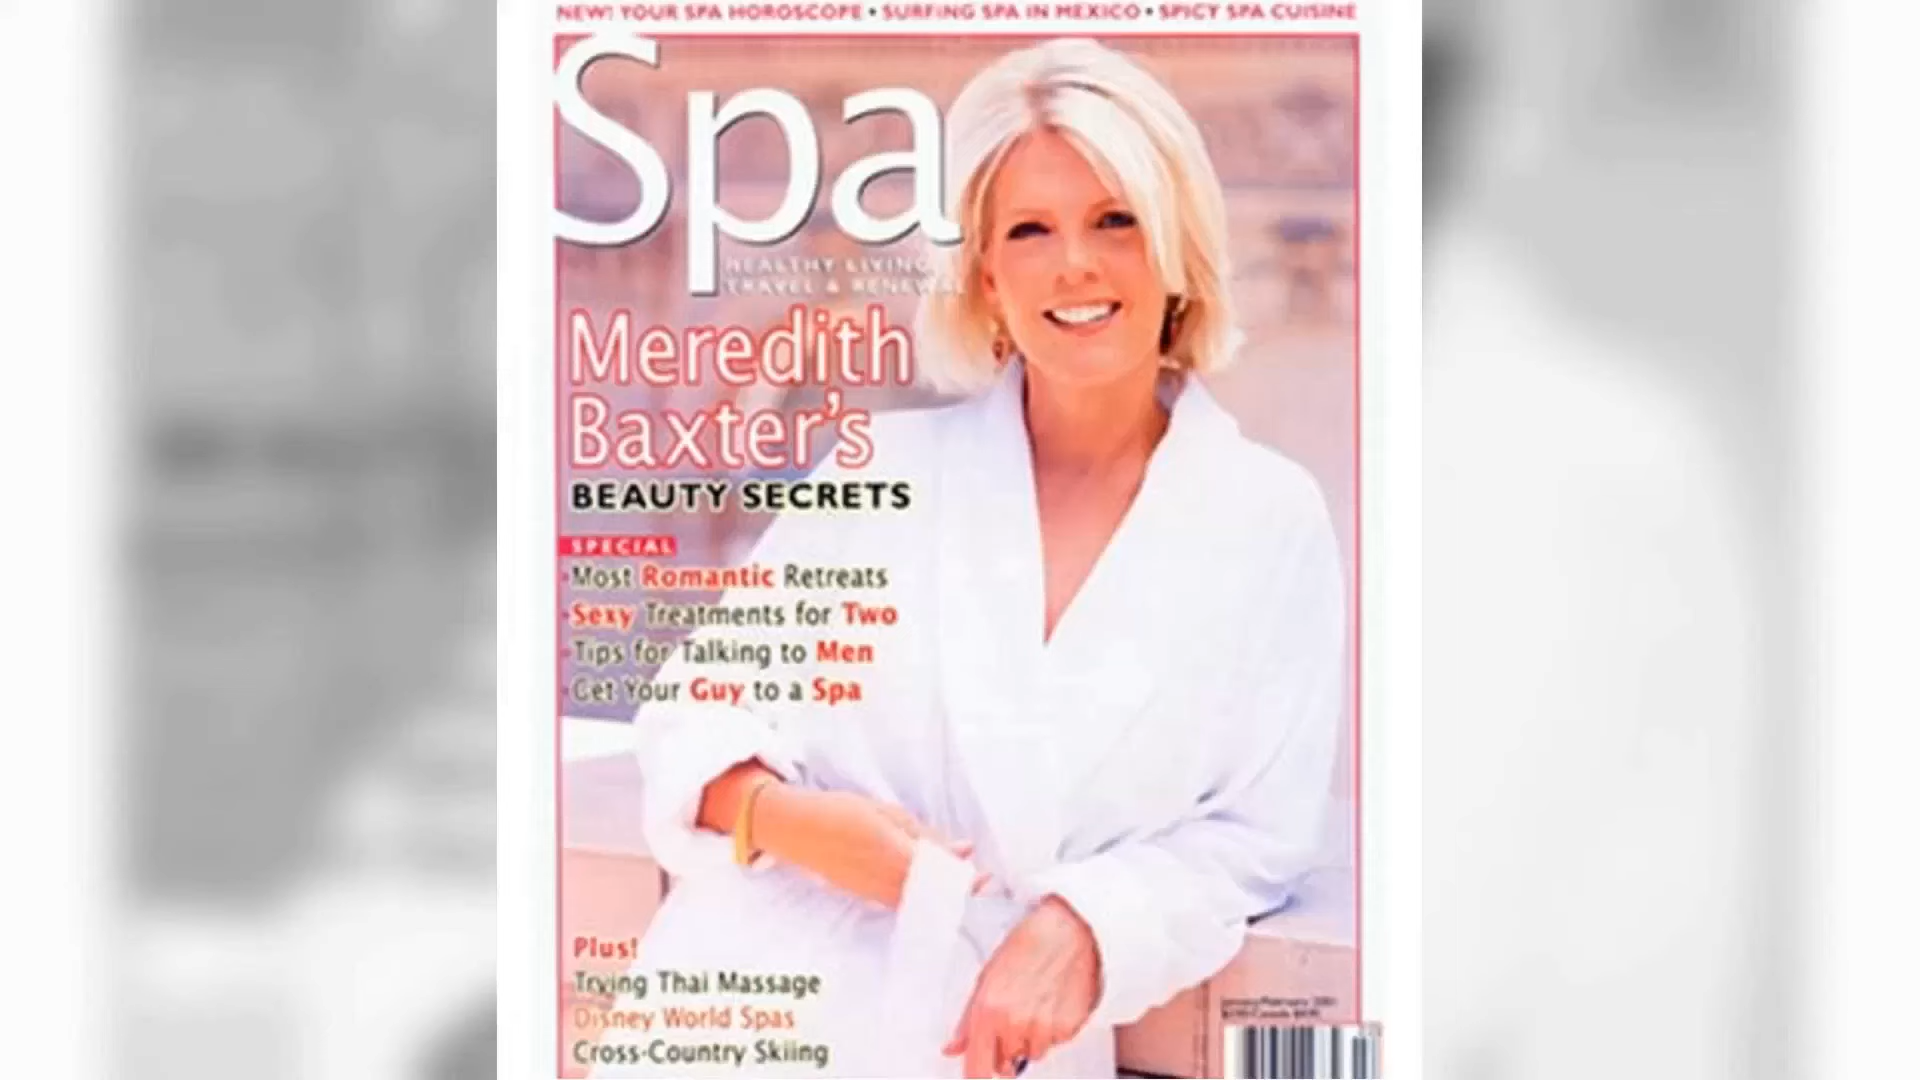 NEW! YOUR SPA HOROSCOPE • SURFING SPA IN MEXICO • SPICY SPA CUISINE
Spa
HEALTHY LIVING,
TRAVEL & RENEWAL
Meredith
Baxter's
BEAUTY SECRETS
SPECIAL
•Most Romantic Retreats
•Sexy Treatments for Two
•Tips for Talking to Men
•Get Your Guy to a Spa
Plus!
Trying Thai Massage
Disney World Spas
Cross-Country Skiing
January/February